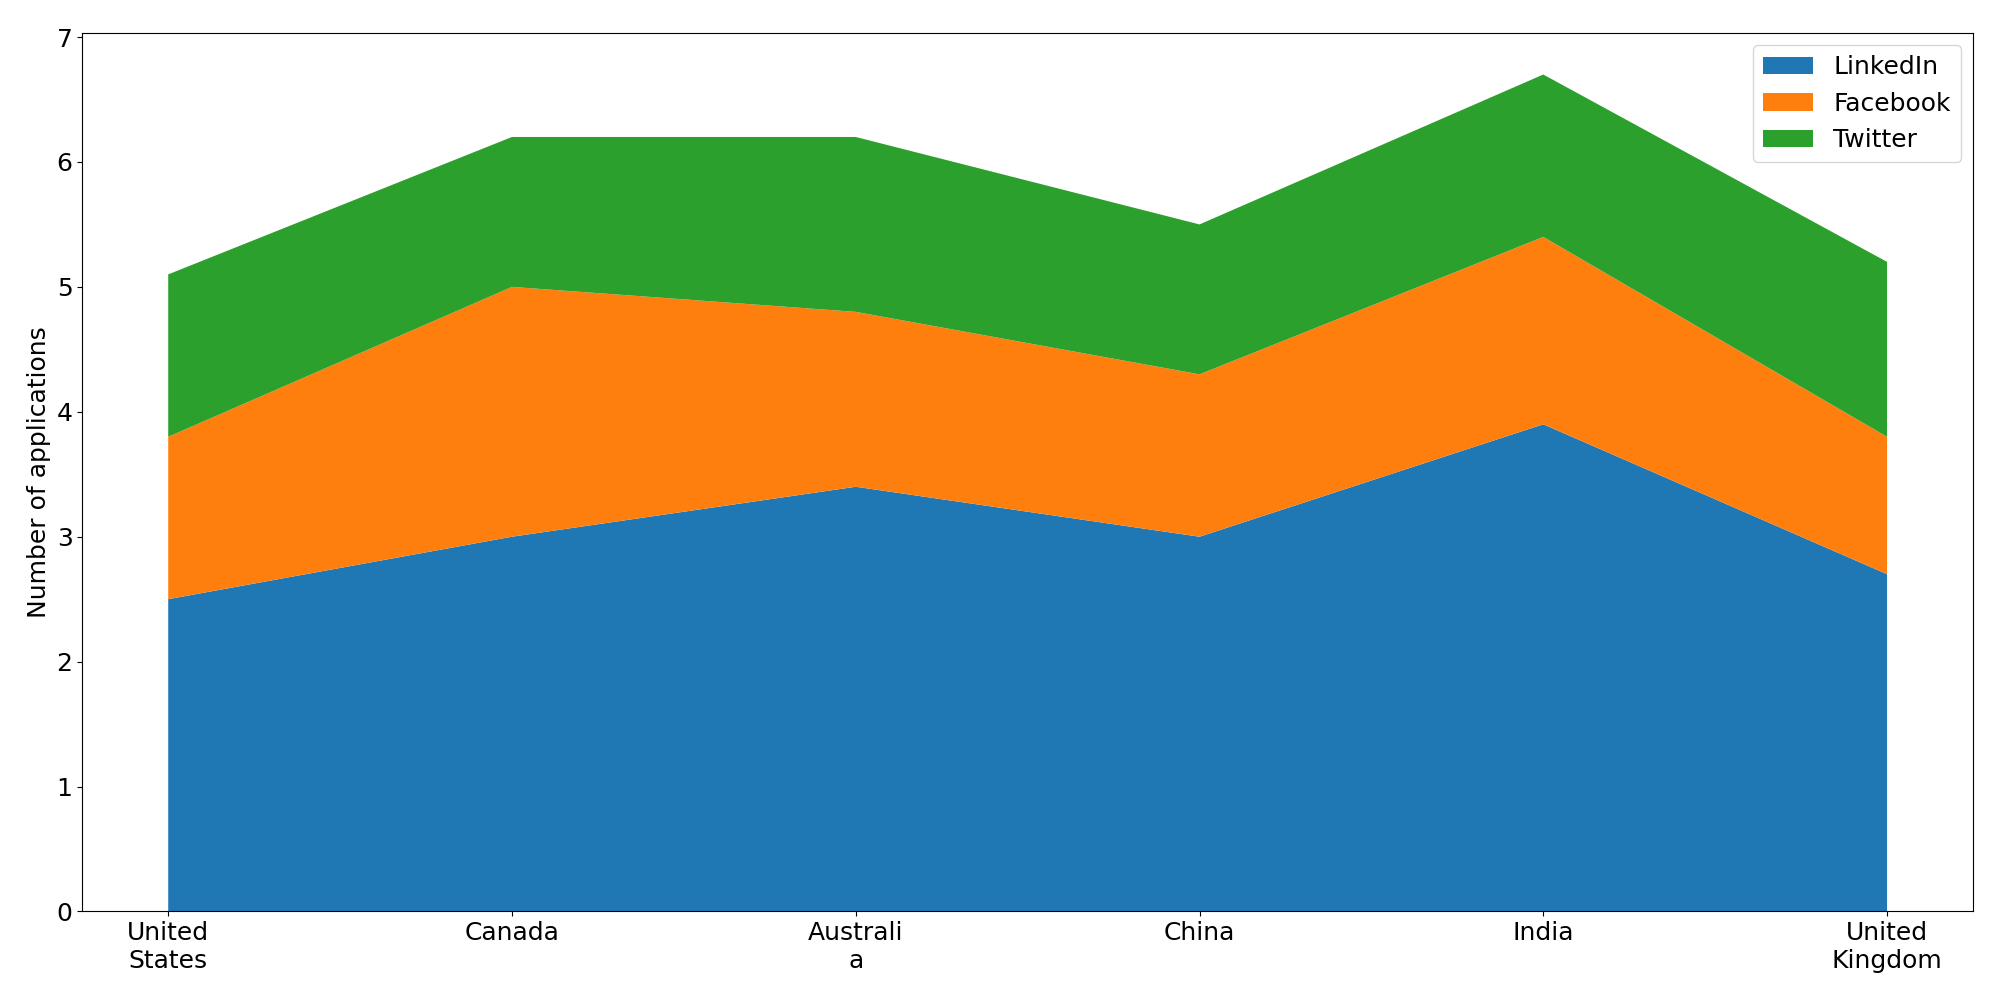 7
6
5
4
3
2
1
0
Number of applications
LinkedIn
Facebook
Twitter
United
States
Canada
Australi
a
China
India
United
Kingdom